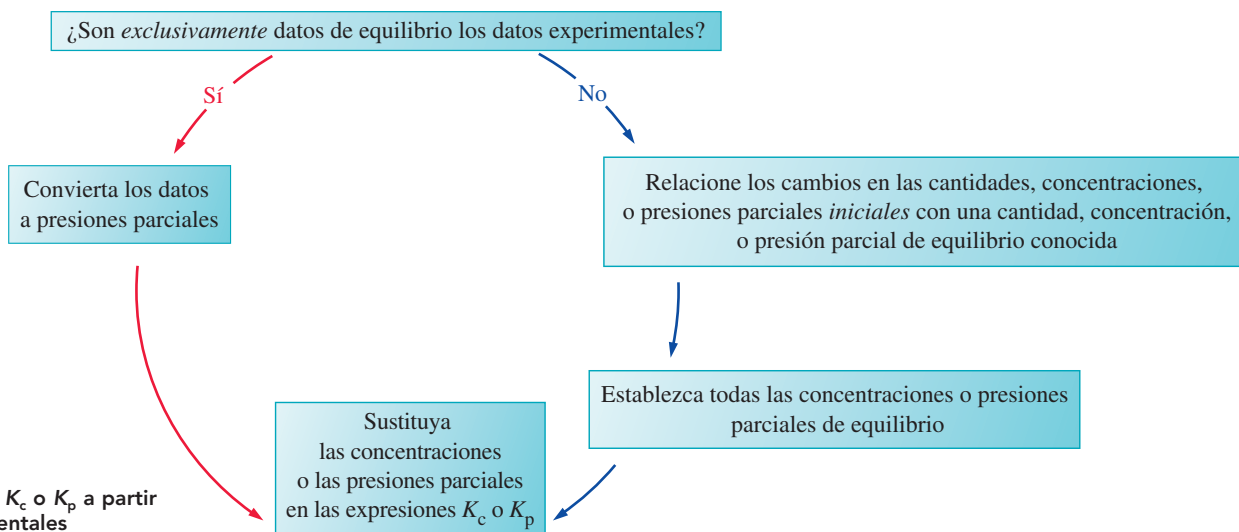 ¿Son exclusivamente datos de equilibrio los datos experimentales?
Sí
No
Convierta los datos
a presiones parciales
Relacione los cambios en las cantidades, concentraciones,
o presiones parciales iniciales con una cantidad, concentración,
o presión parcial de equilibrio conocida
Establezca todas las concentraciones o presiones
parciales de equilibrio
Sustituya
las concentraciones
o las presiones parciales
en las expresiones Kc o Kp
Kc o Kp a partir